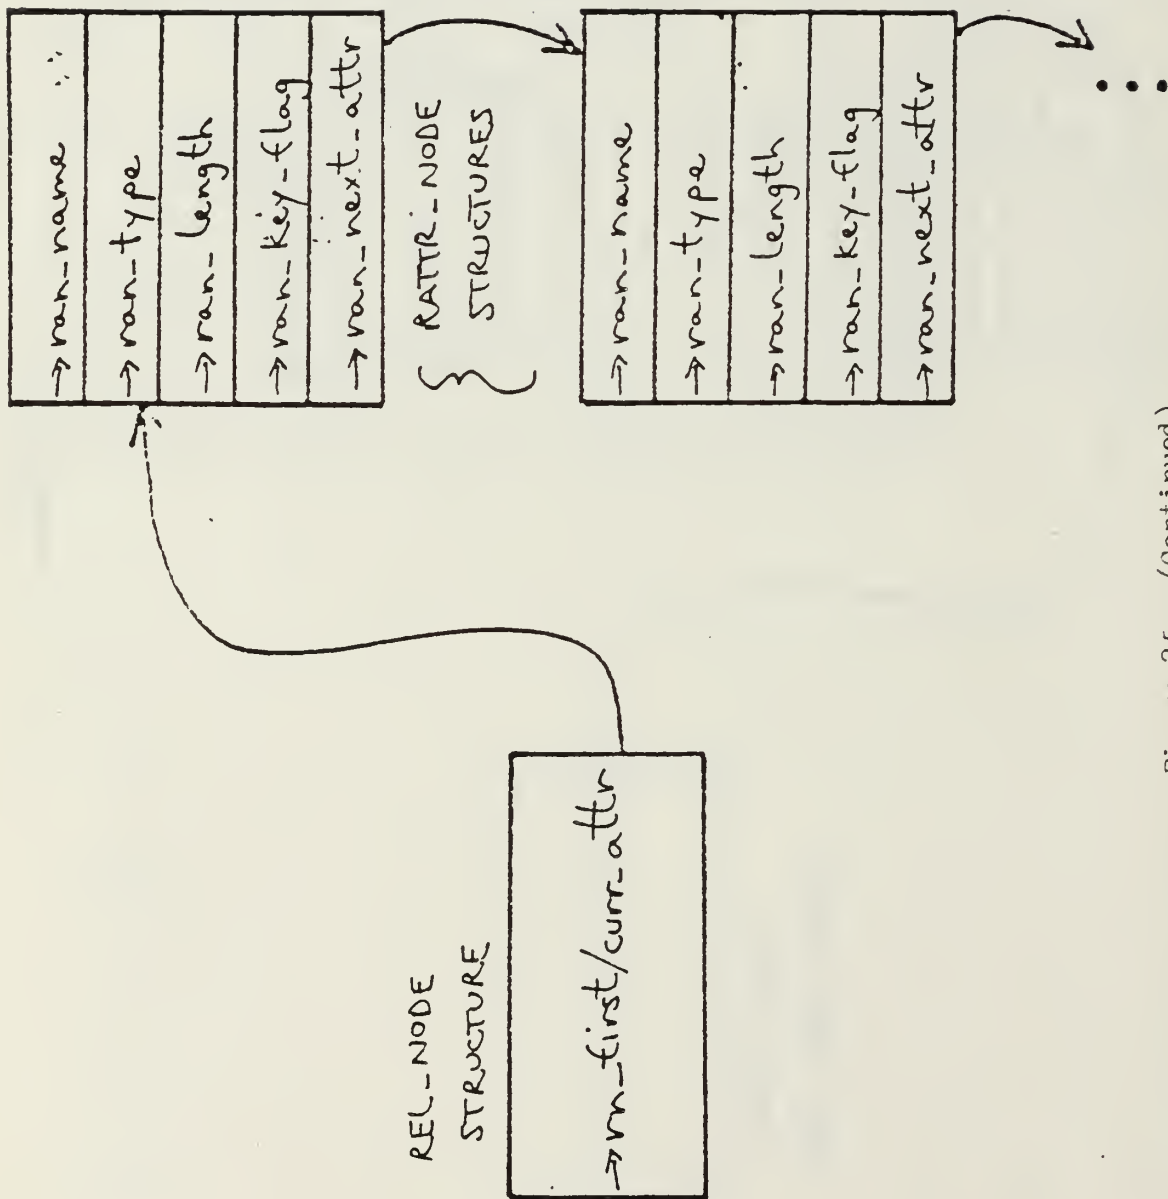 REL_NODE
STRUCTURE
→rn_first/curr_attr
→ran_name
→ran_type
→ran_length
→ran_key_flag
→ran_next_attr
RATTR_NODE
STRUCTURES
→ran_name
→ran_type
→ran_length
→ran_key_flag
→ran_next_attr
(Continued)